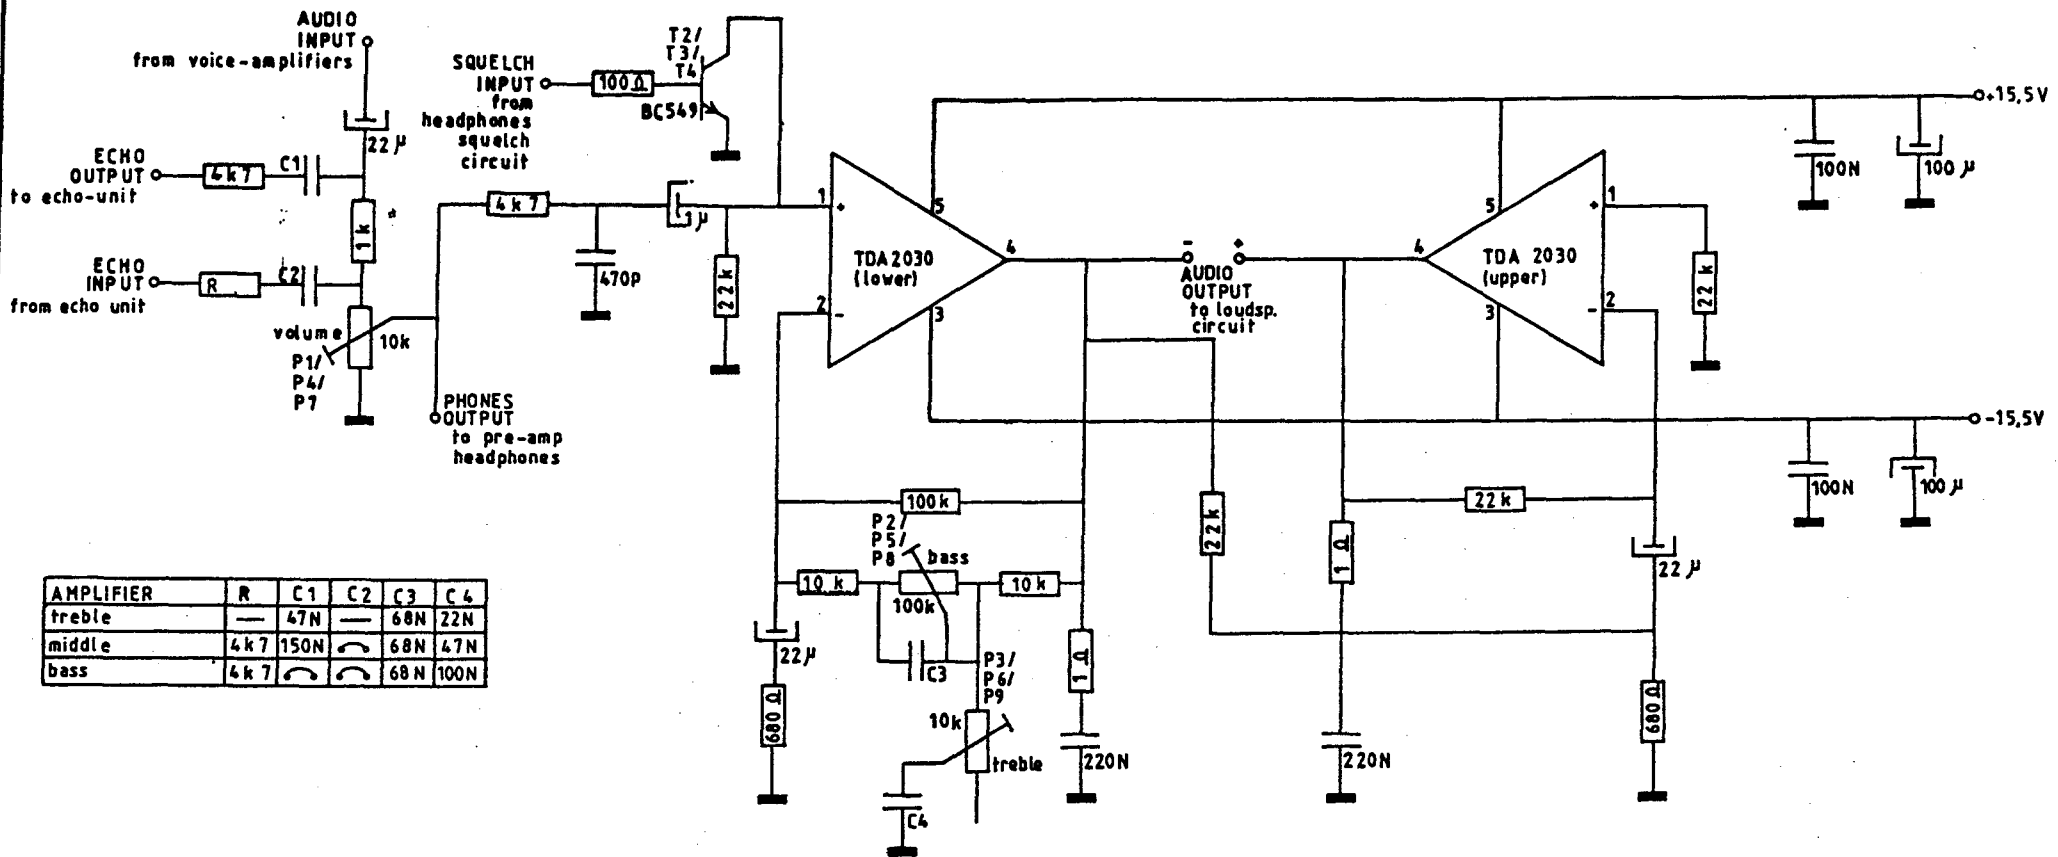 AUDIO
INPUT
from voice-amplifiers
22µ
ECHO
OUTPUT
to echo-unit
4k7
C1
1k
*
ECHO
INPUT
from echo unit
R
C2
volume
10k
P1/
P4/
P7
PHONES
OUTPUT
to pre-amp
headphones
SQUELCH
INPUT
from
headphones
squelch
circuit
100Ω
T2/
T3/
T4
BC549
4k7
470P
1µ
22k
1
+
2
-
TDA2030
(lower)
5
3
4
-
+
AUDIO
OUTPUT
to loudsp.
circuit
4
5
3
TDA 2030
(upper)
1
+
2
-
22k
+15,5V
100N
100µ
-15,5V
100N
100µ
100k
P2/
P5/
P8
bass
10k
100k
10k
22µ
C3
680Ω
P3/
P6/
P9
10k
treble
C4
1Ω
220N
22k
1Ω
220N
22k
22µ
680Ω
AMPLIFIER R C1 C2 C3 C4
treble — 47N — 68N 22N
middle 4k7 150N 68N 47N
bass 4k7 68N 100N